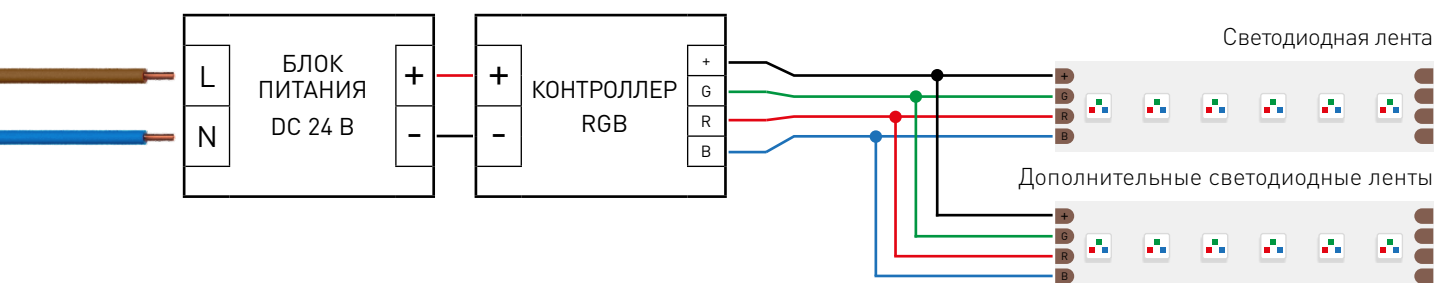 Светодиодная лента
L
N
БЛОК
ПИТАНИЯ
DC 24 В
+
-
+
-
КОНТРОЛЛЕР
RGB
+
G
R
B
+
G
R
B
Дополнительные светодиодные ленты
+
G
R
B